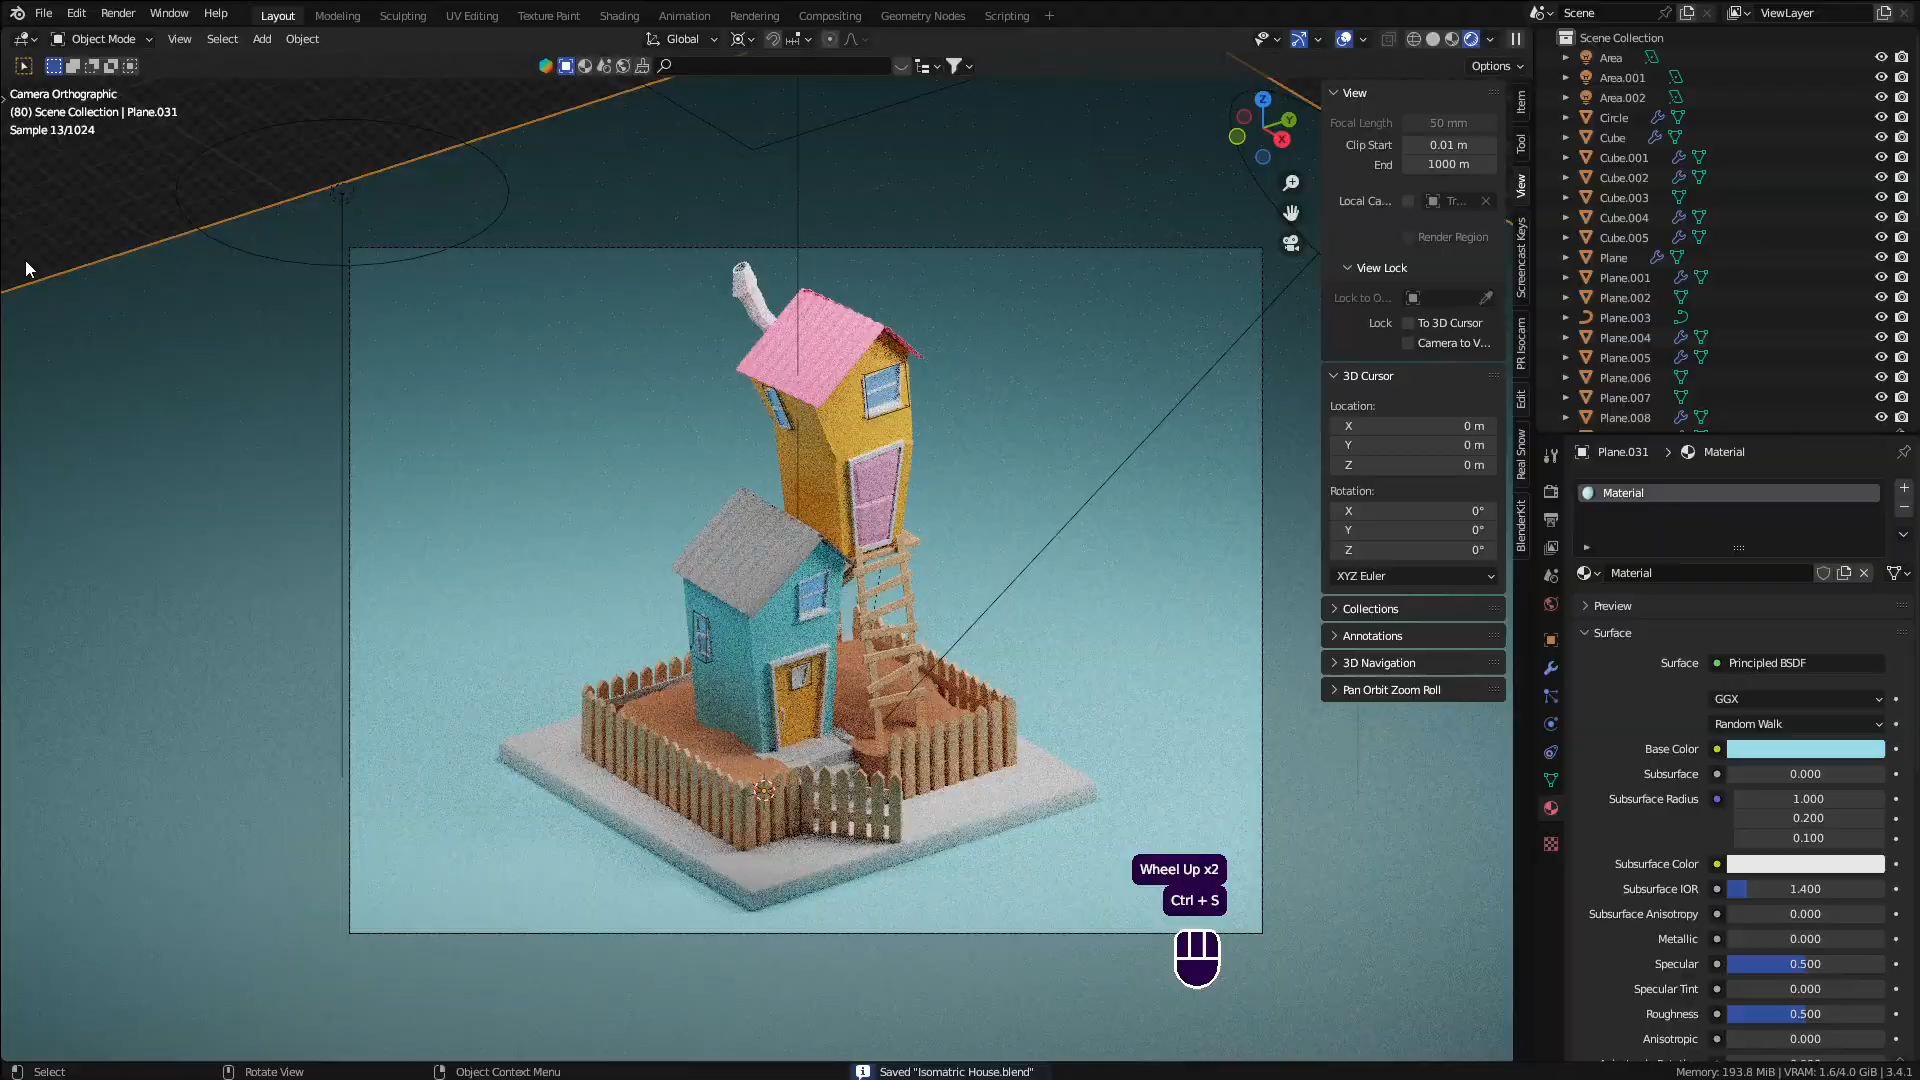 File Edit Render Window Help
Layout Modeling Sculpting UV Editing Texture Paint Shading Animation Rendering Compositing Geometry Nodes Scripting +
Scene
ViewLayer
Object Mode View Select Add Object
Global
Options
Camera Orthographic
(80) Scene Collection | Plane.031
Sample 13/1024
View
Focal Length 50 mm
Clip Start 0.01 m
End 1000 m
Local Ca... Tr...
Render Region
View Lock
Lock to O...
Lock To 3D Cursor
Camera to V...
3D Cursor
Location:
X 0 m
Y 0 m
Z 0 m
Rotation:
X 0°
Y 0°
Z 0°
XYZ Euler
Collections
Annotations
3D Navigation
Pan Orbit Zoom Roll
Z
Y
X
Item
Tool
View
Screencast Keys
PR Isocam
Edit
Real Snow
BlenderKit
Scene Collection
Area
Area.001
Area.002
Circle
Cube
Cube.001
Cube.002
Cube.003
Cube.004
Cube.005
Plane
Plane.001
Plane.002
Plane.003
Plane.004
Plane.005
Plane.006
Plane.007
Plane.008
Plane.031 > Material
Material
Material
Preview
Surface
Surface Principled BSDF
GGX
Random Walk
Base Color
Subsurface 0.000
Subsurface Radius 1.000
0.200
0.100
Subsurface Color
Subsurface IOR 1.400
Subsurface Anisotropy 0.000
Metallic 0.000
Specular 0.500
Specular Tint 0.000
Roughness 0.500
Anisotropic 0.000
Wheel Up x2
Ctrl + S
Select
Rotate View
Object Context Menu
Saved "Isomatric House.blend"
Memory: 193.8 MiB | VRAM: 1.6/4.0 GiB | 3.4.1